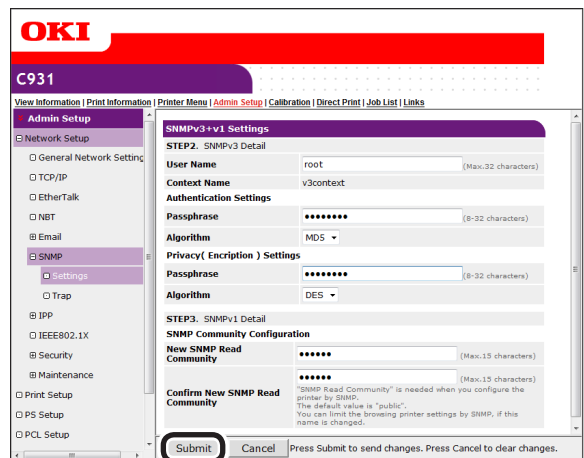 OKI
C931
View Information | Print Information | Printer Menu | Admin Setup | Calibration | Direct Print | Job List | Links
Admin Setup
Network Setup
General Network Setting
TCP/IP
EtherTalk
NBT
Email
SNMP
Settings
Trap
IPP
IEEE802.1X
Security
Maintenance
Print Setup
PS Setup
PCL Setup
SNMPv3+v1 Settings
STEP2. SNMPv3 Detail
User Name root (Max.32 characters)
Context Name v3context
Authentication Settings
Passphrase •••••••• (8-32 characters)
Algorithm MD5
Privacy( Encription ) Settings
Passphrase •••••••• (8-32 characters)
Algorithm DES
STEP3. SNMPv1 Detail
SNMP Community Configuration
New SNMP Read Community •••••• (Max.15 characters)
Confirm New SNMP Read Community •••••• (Max.15 characters)
"SNMP Read Community" is needed when you configure the
printer by SNMP.
The default value is "public".
You can limit the browsing printer settings by SNMP, if this
name is changed.
Submit Cancel Press Submit to send changes. Press Cancel to clear changes.